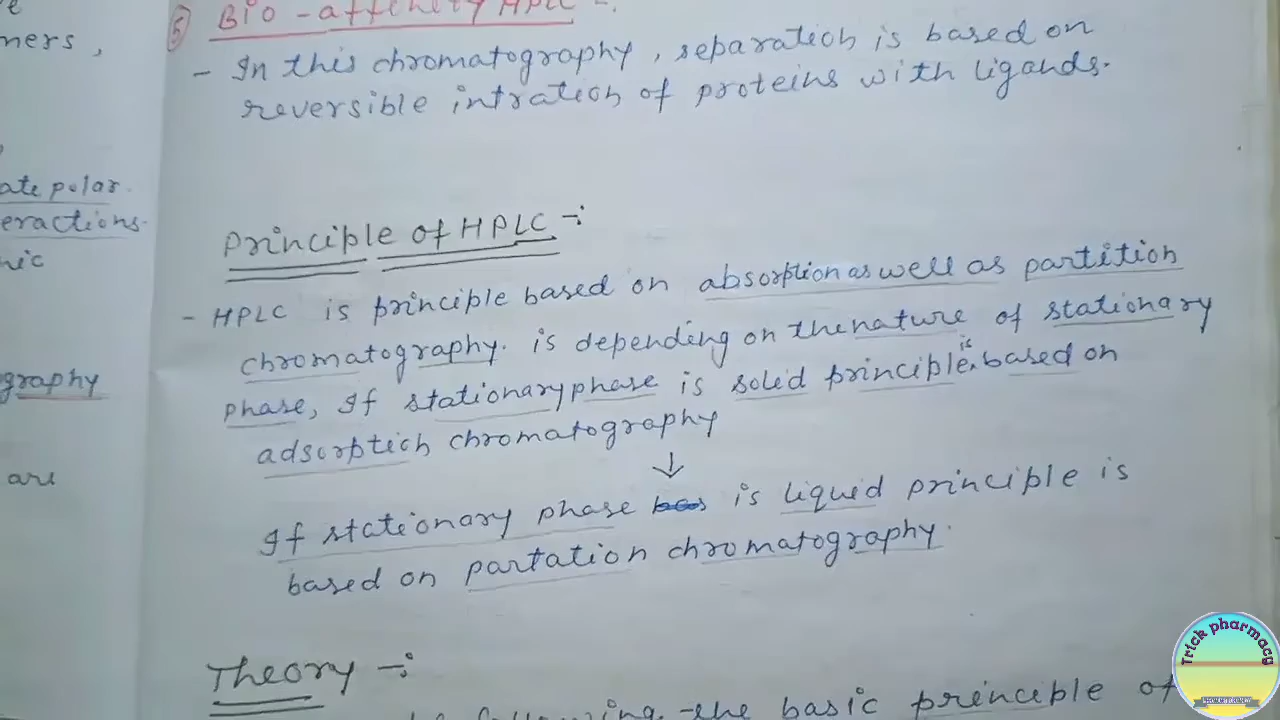 ners,
ate polar.
eractions.
nic
graphy
are
⑤ Bio-affinity HPLC -:
- In this chromatography, separation is based on
reversible intration of proteins with ligands.
Principle of HPLC -:
- HPLC is principle based on absorption as well as partition
chromatography. is depending on the nature of stationary
phase, If stationary phase is solid principle is based on
adsorption chromatography
↓
If stationary phase is liquid principle is
based on partation chromatography.
Theory -:
following the basic principle of
Trick pharmacy